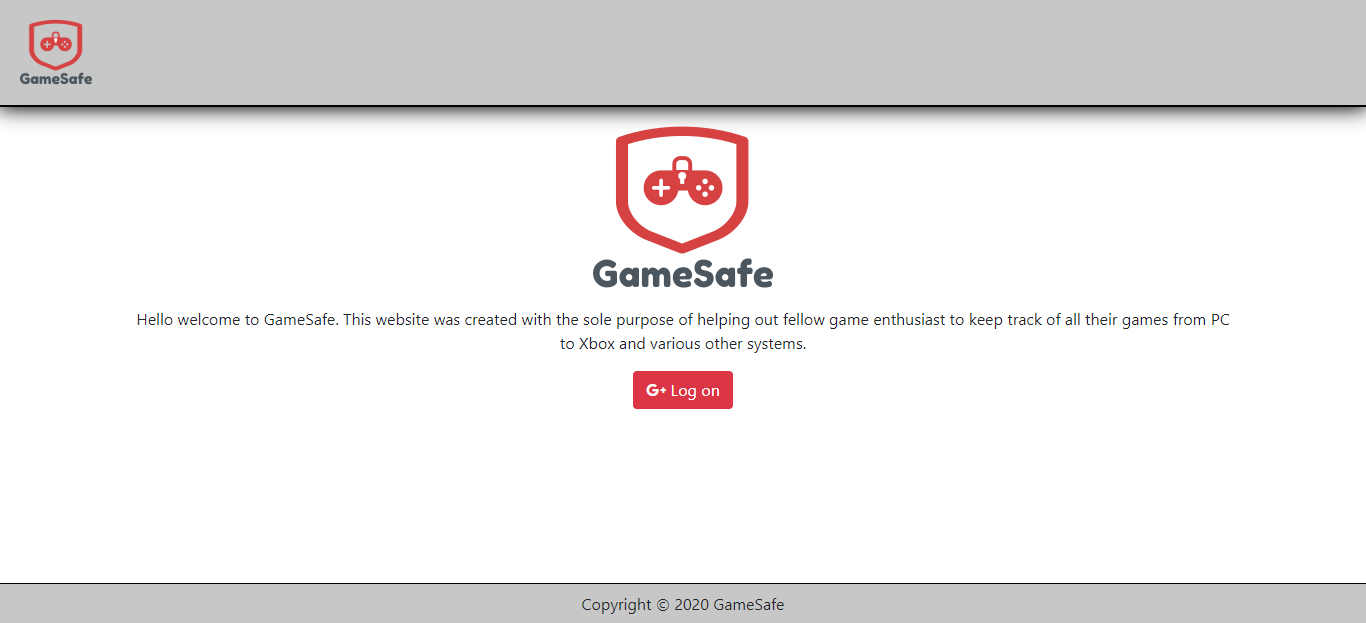 GameSafe
GameSafe
Hello welcome to GameSafe. This website was created with the sole purpose of helping out fellow game enthusiast to keep track of all their games from PC
to Xbox and various other systems.
G+ Log on
Copyright © 2020 GameSafe